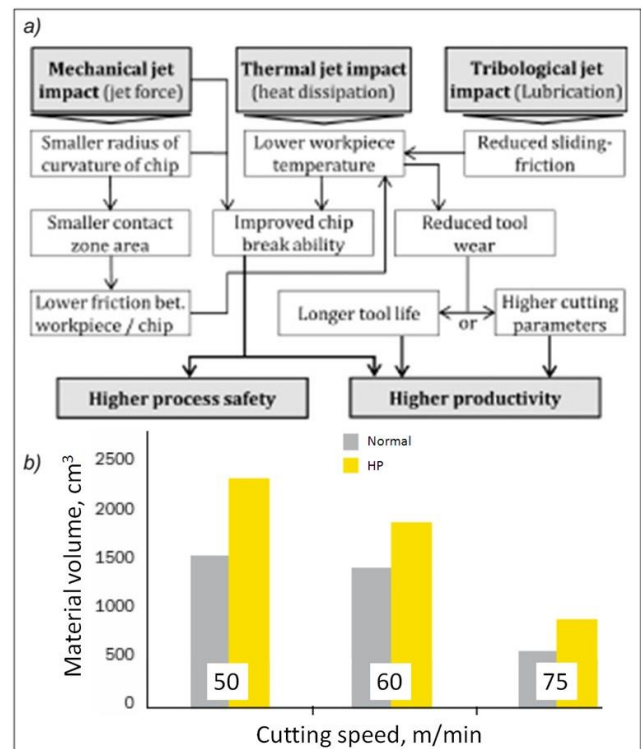 a)
Mechanical jet
impact (jet force)
Thermal jet impact
(heat dissipation)
Tribological jet
impact (Lubrication)
Smaller radius of
curvature of chip
Lower workpiece
temperature
Reduced sliding-
friction
Smaller contact
zone area
Improved chip
break ability
Reduced tool
wear
Lower friction bet.
workpiece / chip
Longer tool life
or
Higher cutting
parameters
Higher process safety
Higher productivity
b)
Normal
HP
Material volume, cm³
2500
2000
1500
1000
500
0
50
60
75
Cutting speed, m/min